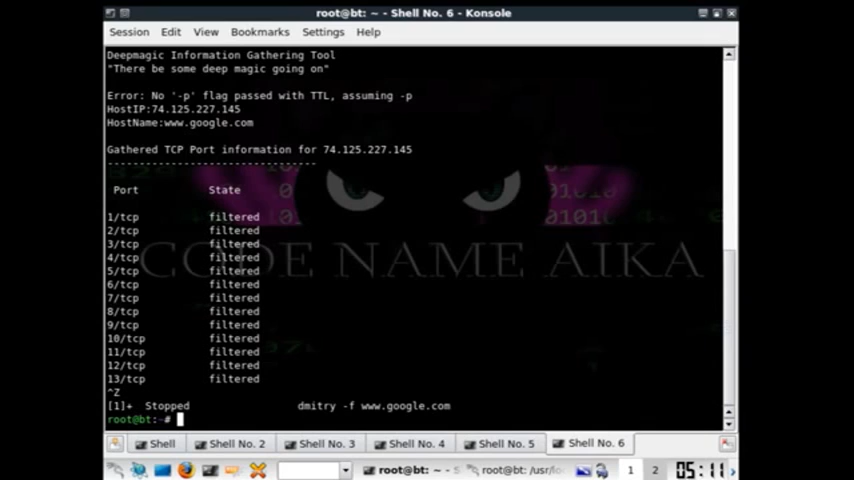 root@bt: ~ - Shell No. 6 - Konsole
Session Edit View Bookmarks Settings Help
Deepmagic Information Gathering Tool
"There be some deep magic going on"
Error: No '-p' flag passed with TTL, assuming -p
HostIP:74.125.227.145
HostName:www.google.com
Gathered TCP Port information for 74.125.227.145
---------------------------------
Port State
1/tcp filtered
2/tcp filtered
3/tcp filtered
4/tcp filtered
5/tcp filtered
6/tcp filtered
7/tcp filtered
8/tcp filtered
9/tcp filtered
10/tcp filtered
11/tcp filtered
12/tcp filtered
13/tcp filtered
^Z
[1]+ Stopped dmitry -f www.google.com
root@bt:~#
CODE NAME AIKA
Shell Shell No. 2 Shell No. 3 Shell No. 4 Shell No. 5 Shell No. 6
root@bt: ~ - S root@bt: /usr/lo 1 2 05:11